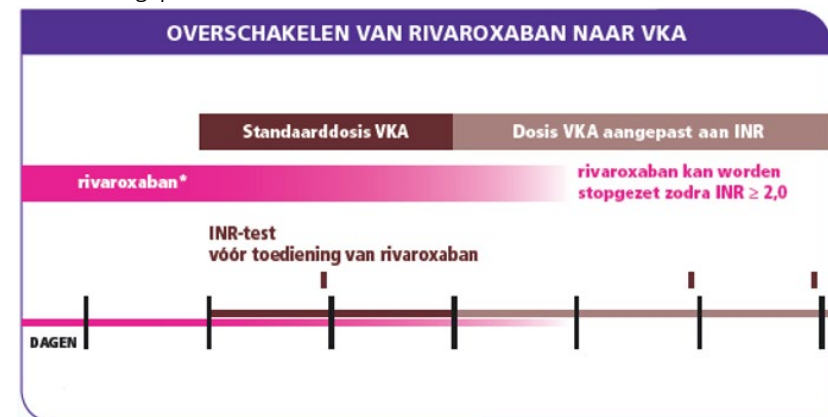 OVERSCHAKELEN VAN RIVAROXABAN NAAR VKA
Standaarddosis VKA
Dosis VKA aangepast aan INR
rivaroxaban*
rivaroxaban kan worden
stopgezet zodra INR ≥ 2,0
INR-test
vóór toediening van rivaroxaban
DAGEN